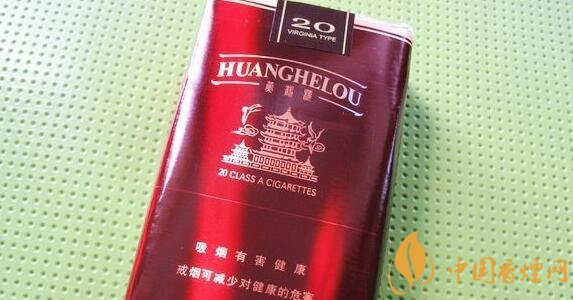 20
VIRGINIA TYPE
HUANGHELOU
黄鹤楼
20 CLASS A CIGARETTES
吸烟有害健康
戒烟可减少对健康的危害
中国香烟网